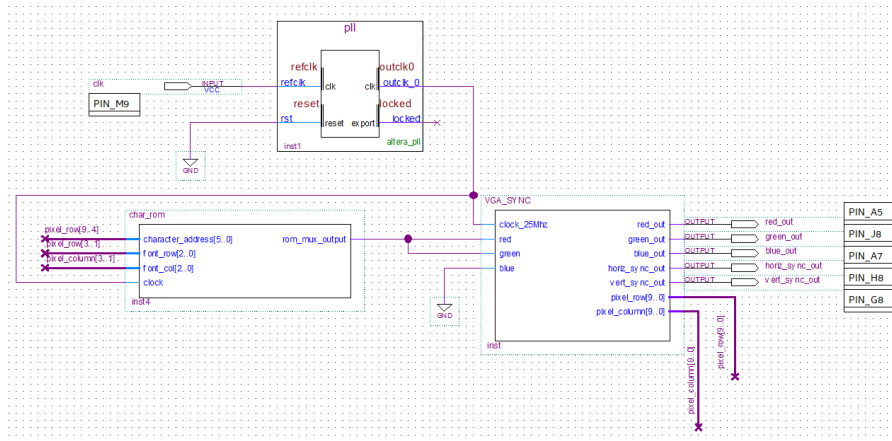 pll
refclk
outclk0
clk
INPUT
VCC
refclk
clk
clk
outclk_0
PIN_M9
reset
locked
rst
reset
export
locked
inst1
altera_pll
GND
char_rom
VGA_SYNC
pixel_row[9..4]
pixel_row[3..1]
pixel_column[3..1]
character_address[5..0]
font_row[2..0]
font_col[2..0]
clock
rom_mux_output
inst4
clock_25Mhz
red
green
blue
red_out
green_out
blue_out
horiz_sync_out
vert_sync_out
pixel_row[9..0]
pixel_column[9..0]
inst
GND
OUTPUT
red_out
PIN_A5
OUTPUT
green_out
PIN_J8
OUTPUT
blue_out
PIN_A7
OUTPUT
horiz_sync_out
PIN_H8
OUTPUT
vert_sync_out
PIN_G8
pixel_row[9..0]
pixel_column[9..0]